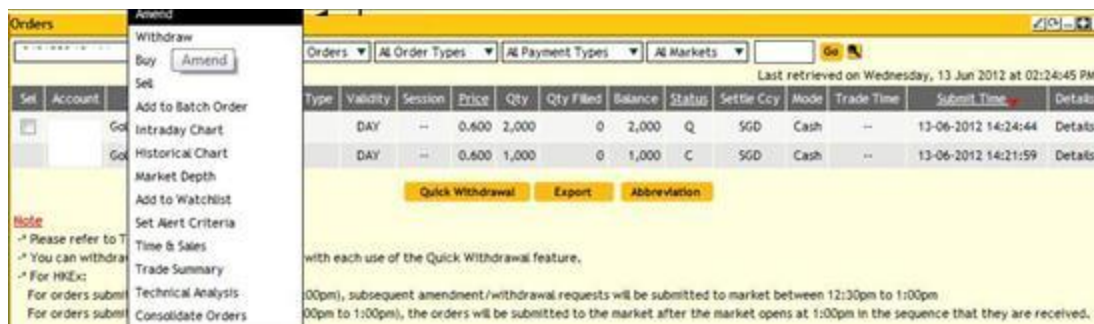 Orders
Amend
Withdraw
Orders All Order Types All Payment Types All Markets Go
Buy Amend
Last retrieved on Wednesday, 13 Jun 2012 at 02:24:45 PM
Sell
Sel Account Type Validity Session Price Qty Qty Filled Balance Status Settle Ccy Mode Trade Time Submit Time Details
Add to Batch Order
Gol Intraday Chart DAY -- 0.600 2,000 0 2,000 Q SGD Cash -- 13-06-2012 14:24:44 Details
Gol Historical Chart DAY -- 0.600 1,000 0 1,000 C SGD Cash -- 13-06-2012 14:21:59 Details
Market Depth
Quick Withdrawal Export Abbreviation
Add to Watchlist
Note Set Alert Criteria
-* Please refer to T
Time & Sales
-* You can withdraw with each use of the Quick Withdrawal feature.
-* For HKEx:
Trade Summary
For orders submi Technical Analysis :00pm), subsequent amendment/withdrawal requests will be submitted to market between 12:30pm to 1:00pm
For orders submi Consolidate Orders 00pm to 1:00pm), the orders will be submitted to the market after the market opens at 1:00pm in the sequence that they are received.